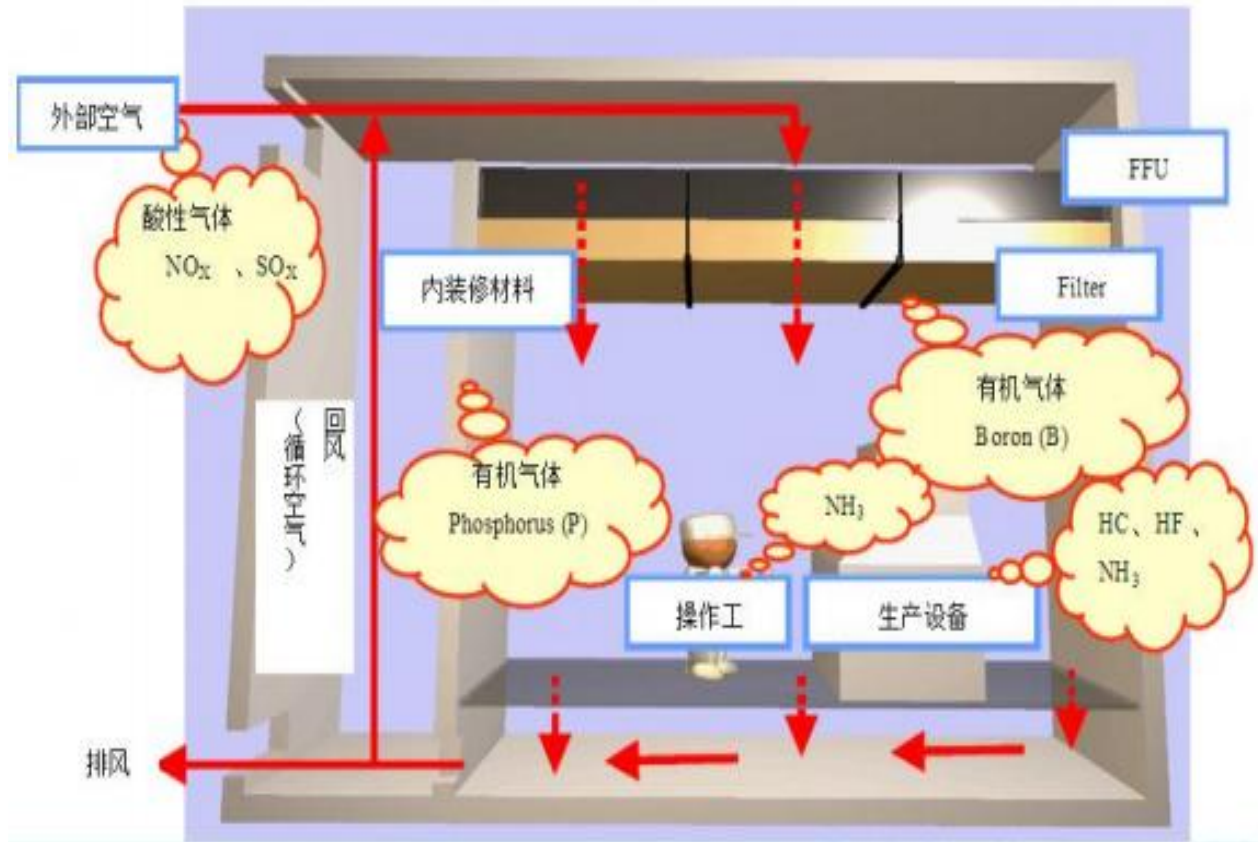 外部空气
FFU
酸性气体
NOX 、SOX
内装修材料
Filter
有机气体
Boron (B)
回风
（循环空气）
有机气体
Phosphorus (P)
NH3
HC、HF、
NH3
操作工
生产设备
排风